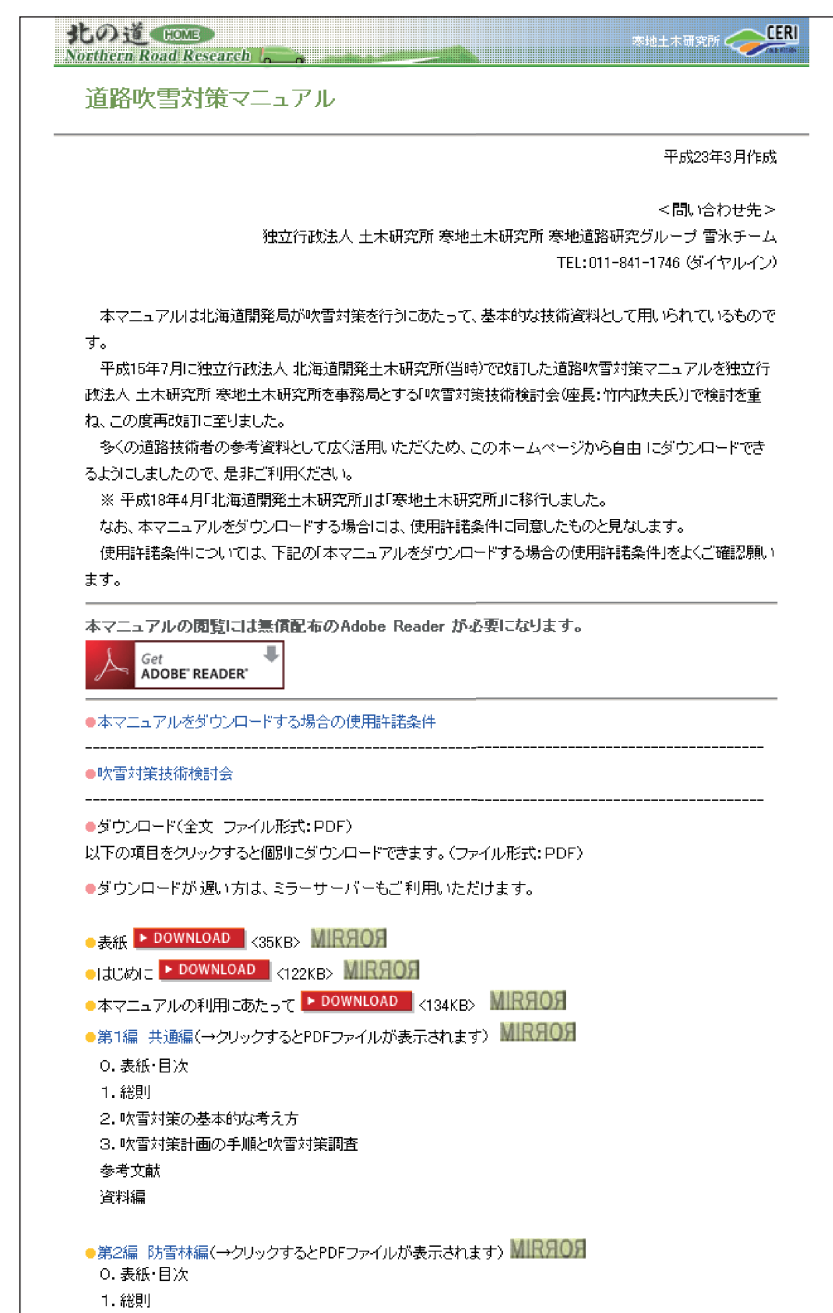 北の道 HOME
Northern Road Research
寒地土木研究所 CERI
道路吹雪対策マニュアル
平成23年3月作成
＜問い合わせ先＞
独立行政法人 土木研究所 寒地土木研究所 寒地道路研究グループ 雪氷チーム
TEL:011-841-1746 (ダイヤルイン)
本マニュアルは北海道開発局が吹雪対策を行うにあたって、基本的な技術資料として用いられているもので
す。
平成15年7月に独立行政法人 北海道開発土木研究所(当時)で改訂した道路吹雪対策マニュアルを独立行
政法人 土木研究所 寒地土木研究所を事務局とする「吹雪対策技術検討会(座長:竹内政夫氏)」で検討を重
ね、この度再改訂に至りました。
多くの道路技術者の参考資料として広く活用いただくため、このホームページから自由 にダウンロードでき
るようにしましたので、是非ご利用ください。
※ 平成18年4月「北海道開発土木研究所」は「寒地土木研究所」に移行しました。
なお、本マニュアルをダウンロードする場合には、使用許諾条件に同意したものと見なします。
使用許諾条件については、下記の「本マニュアルをダウンロードする場合の使用許諾条件」をよくご確認願い
ます。
本マニュアルの閲覧には無償配布のAdobe Reader が必要になります。
Get
ADOBE® READER®
●本マニュアルをダウンロードする場合の使用許諾条件
●吹雪対策技術検討会
●ダウンロード(全文 ファイル形式:PDF)
以下の項目をクリックすると個別にダウンロードできます。(ファイル形式:PDF)
●ダウンロードが遅い方は、ミラーサーバーもご利用いただけます。
●表紙 DOWNLOAD <35KB> MIRROR
●はじめに DOWNLOAD <122KB> MIRROR
●本マニュアルの利用にあたって DOWNLOAD <134KB> MIRROR
●第1編 共通編(→クリックするとPDFファイルが表示されます) MIRROR
0. 表紙・目次
1. 総則
2. 吹雪対策の基本的な考え方
3. 吹雪対策計画の手順と吹雪対策調査
参考文献
資料編
●第2編 防雪林編(→クリックするとPDFファイルが表示されます) MIRROR
0. 表紙・目次
1. 総則